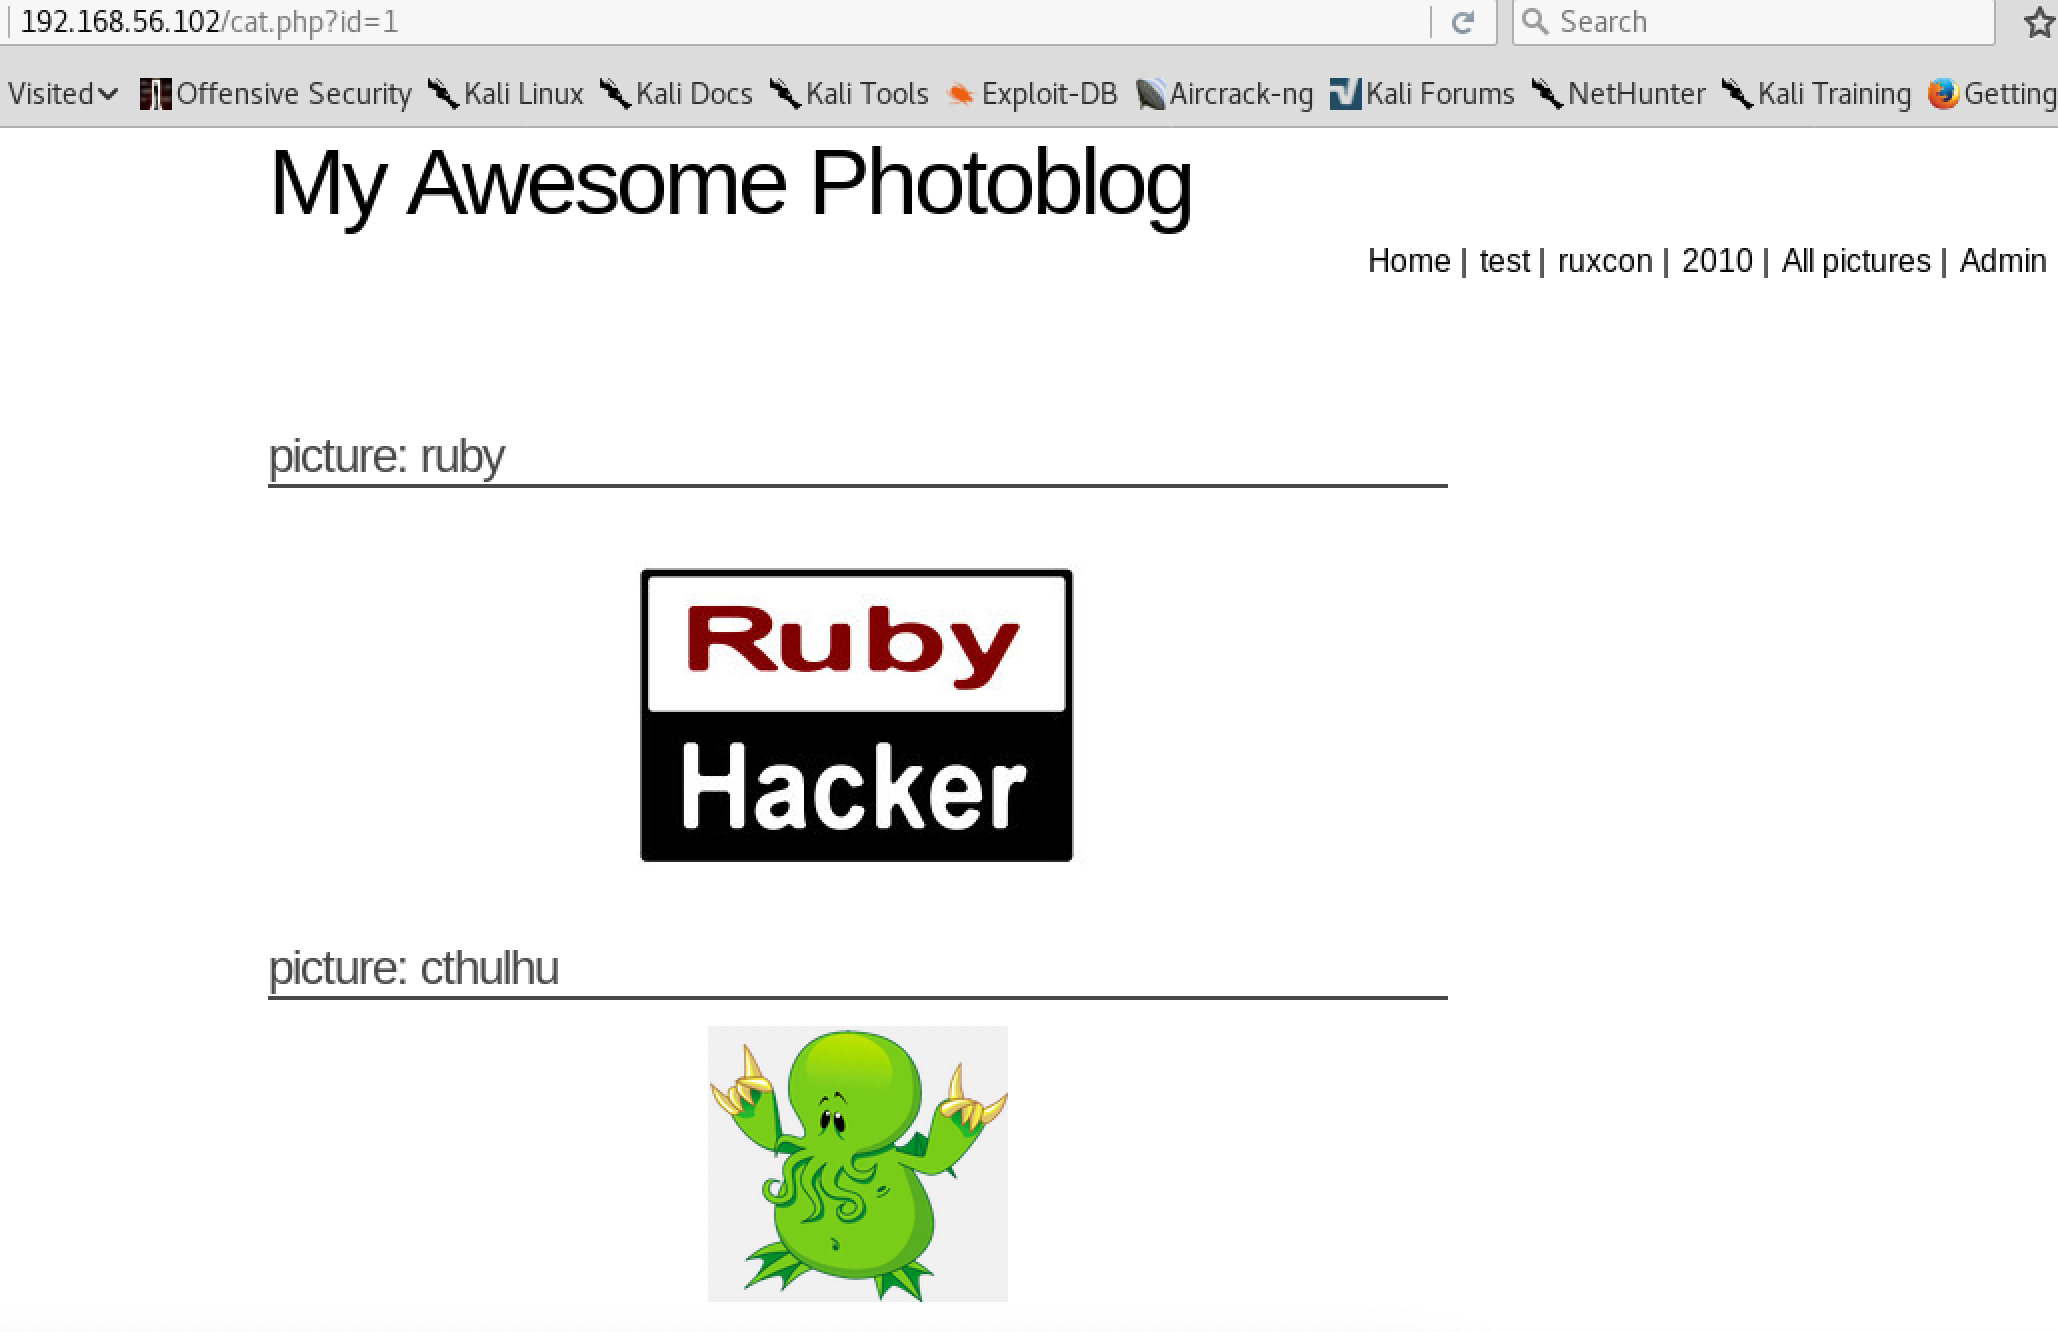 192.168.56.102/cat.php?id=1 Search
Visited Offensive Security Kali Linux Kali Docs Kali Tools Exploit-DB Aircrack-ng Kali Forums NetHunter Kali Training Getting
My Awesome Photoblog
Home | test | ruxcon | 2010 | All pictures | Admin
picture: ruby
Ruby
Hacker
picture: cthulhu